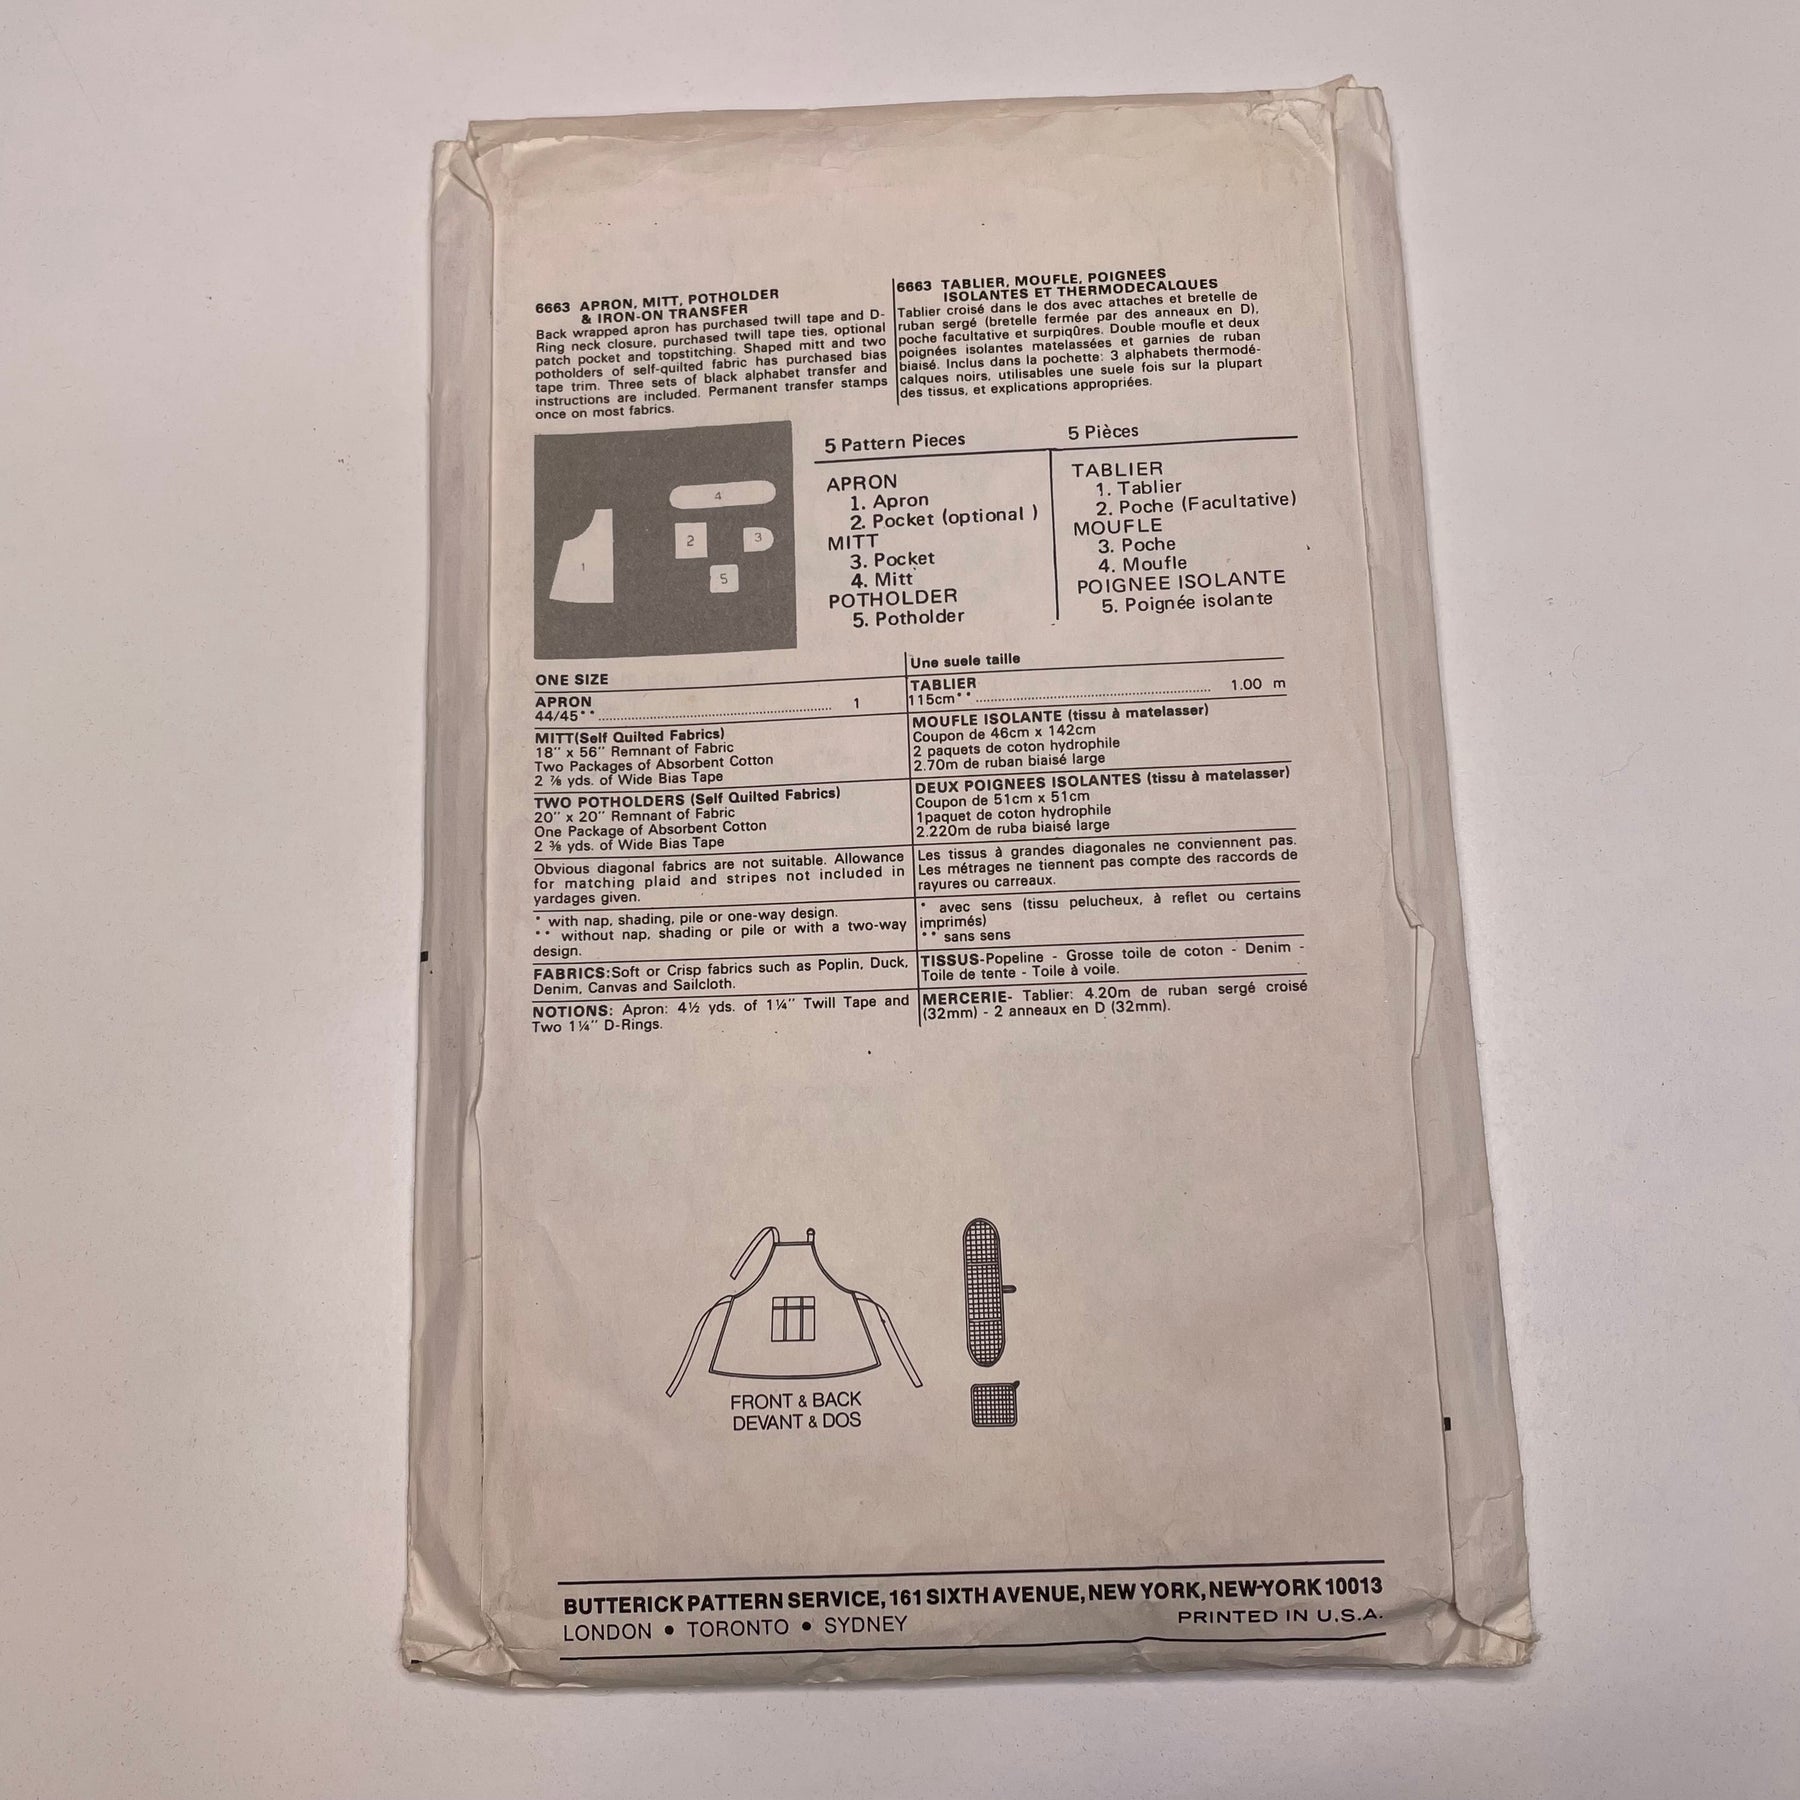 6663 APRON, MITT, POTHOLDER
& IRON-ON TRANSFER
Back wrapped apron has purchased twill tape and D-
Ring neck closure, purchased twill tape ties, optional
patch pocket and topstitching. Shaped mitt and two
potholders of self-quilted fabric has purchased bias
tape trim. Three sets of black alphabet transfer and
instructions are included. Permanent transfer stamps
once on most fabrics.
6663 TABLIER, MOUFLE, POIGNEES
ISOLANTES ET THERMODECALQUES
Tablier croisé dans le dos avec attaches et bretelle de
ruban sergé (bretelle fermée par des anneaux en D),
poche facultative et surpiqûres. Double moufle et deux
poignées isolantes matelassées et garnies de ruban
biaisé. Inclus dans la pochette: 3 alphabets thermodé-
calques noirs, utilisables une suele fois sur la plupart
des tissus, et explications appropriées.
1
4
2
3
5
5 Pattern Pieces
APRON
1. Apron
2. Pocket (optional )
MITT
3. Pocket
4. Mitt
POTHOLDER
5. Potholder
5 Pièces
TABLIER
1. Tablier
2. Poche (Facultative)
MOUFLE
3. Poche
4. Moufle
POIGNEE ISOLANTE
5. Poignée isolante
ONE SIZE
APRON
44/45** ........................................................ 1
MITT(Self Quilted Fabrics)
18" x 56" Remnant of Fabric
Two Packages of Absorbent Cotton
2 ⅞ yds. of Wide Bias Tape
TWO POTHOLDERS (Self Quilted Fabrics)
20" x 20" Remnant of Fabric
One Package of Absorbent Cotton
2 ⅜ yds. of Wide Bias Tape
Obvious diagonal fabrics are not suitable. Allowance
for matching plaid and stripes not included in
yardages given.
* with nap, shading, pile or one-way design.
** without nap, shading or pile or with a two-way
design.
FABRICS:Soft or Crisp fabrics such as Poplin, Duck,
Denim, Canvas and Sailcloth.
NOTIONS: Apron: 4½ yds. of 1¼" Twill Tape and
Two 1¼" D-Rings.
Une suele taille
TABLIER
115cm** ........................................................ 1.00 m
MOUFLE ISOLANTE (tissu à matelasser)
Coupon de 46cm x 142cm
2 paquets de coton hydrophile
2.70m de ruban biaisé large
DEUX POIGNEES ISOLANTES (tissu à matelasser)
Coupon de 51cm x 51cm
1paquet de coton hydrophile
2.220m de ruba biaisé large
Les tissus à grandes diagonales ne conviennent pas.
Les métrages ne tiennent pas compte des raccords de
rayures ou carreaux.
* avec sens (tissu pelucheux, à reflet ou certains
imprimés)
** sans sens
TISSUS-Popeline - Grosse toile de coton - Denim -
Toile de tente - Toile à voile.
MERCERIE- Tablier: 4.20m de ruban sergé croisé
(32mm) - 2 anneaux en D (32mm).
FRONT & BACK
DEVANT & DOS
BUTTERICK PATTERN SERVICE, 161 SIXTH AVENUE, NEW YORK, NEW-YORK 10013
LONDON • TORONTO • SYDNEY PRINTED IN U.S.A.